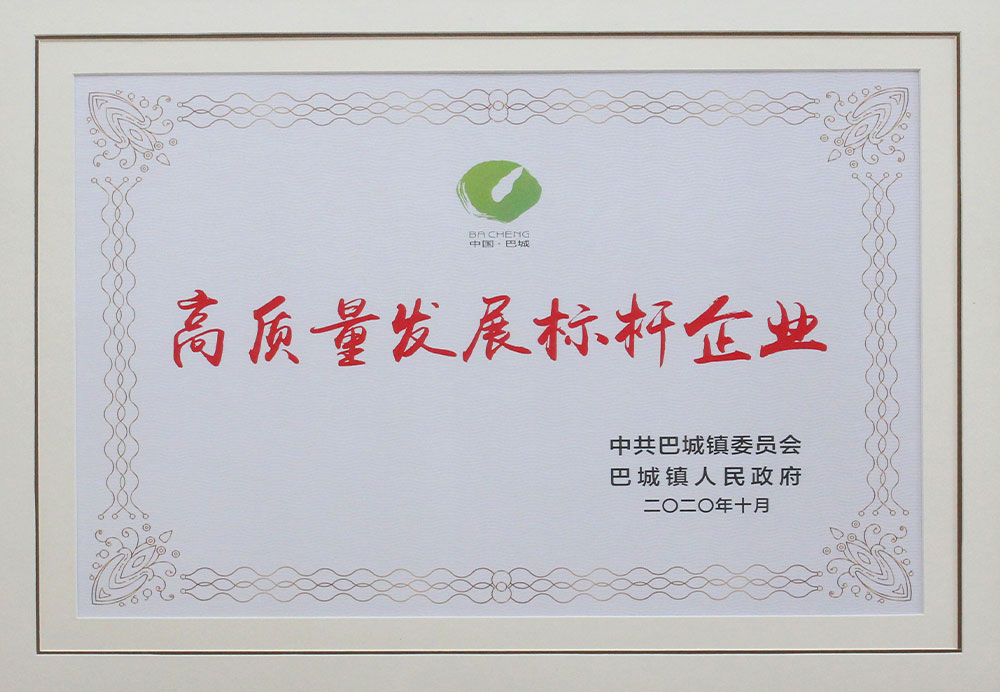 BA CHENG
中国·巴城
高质量发展标杆企业
中共巴城镇委员会
巴城镇人民政府
二〇二〇年十月